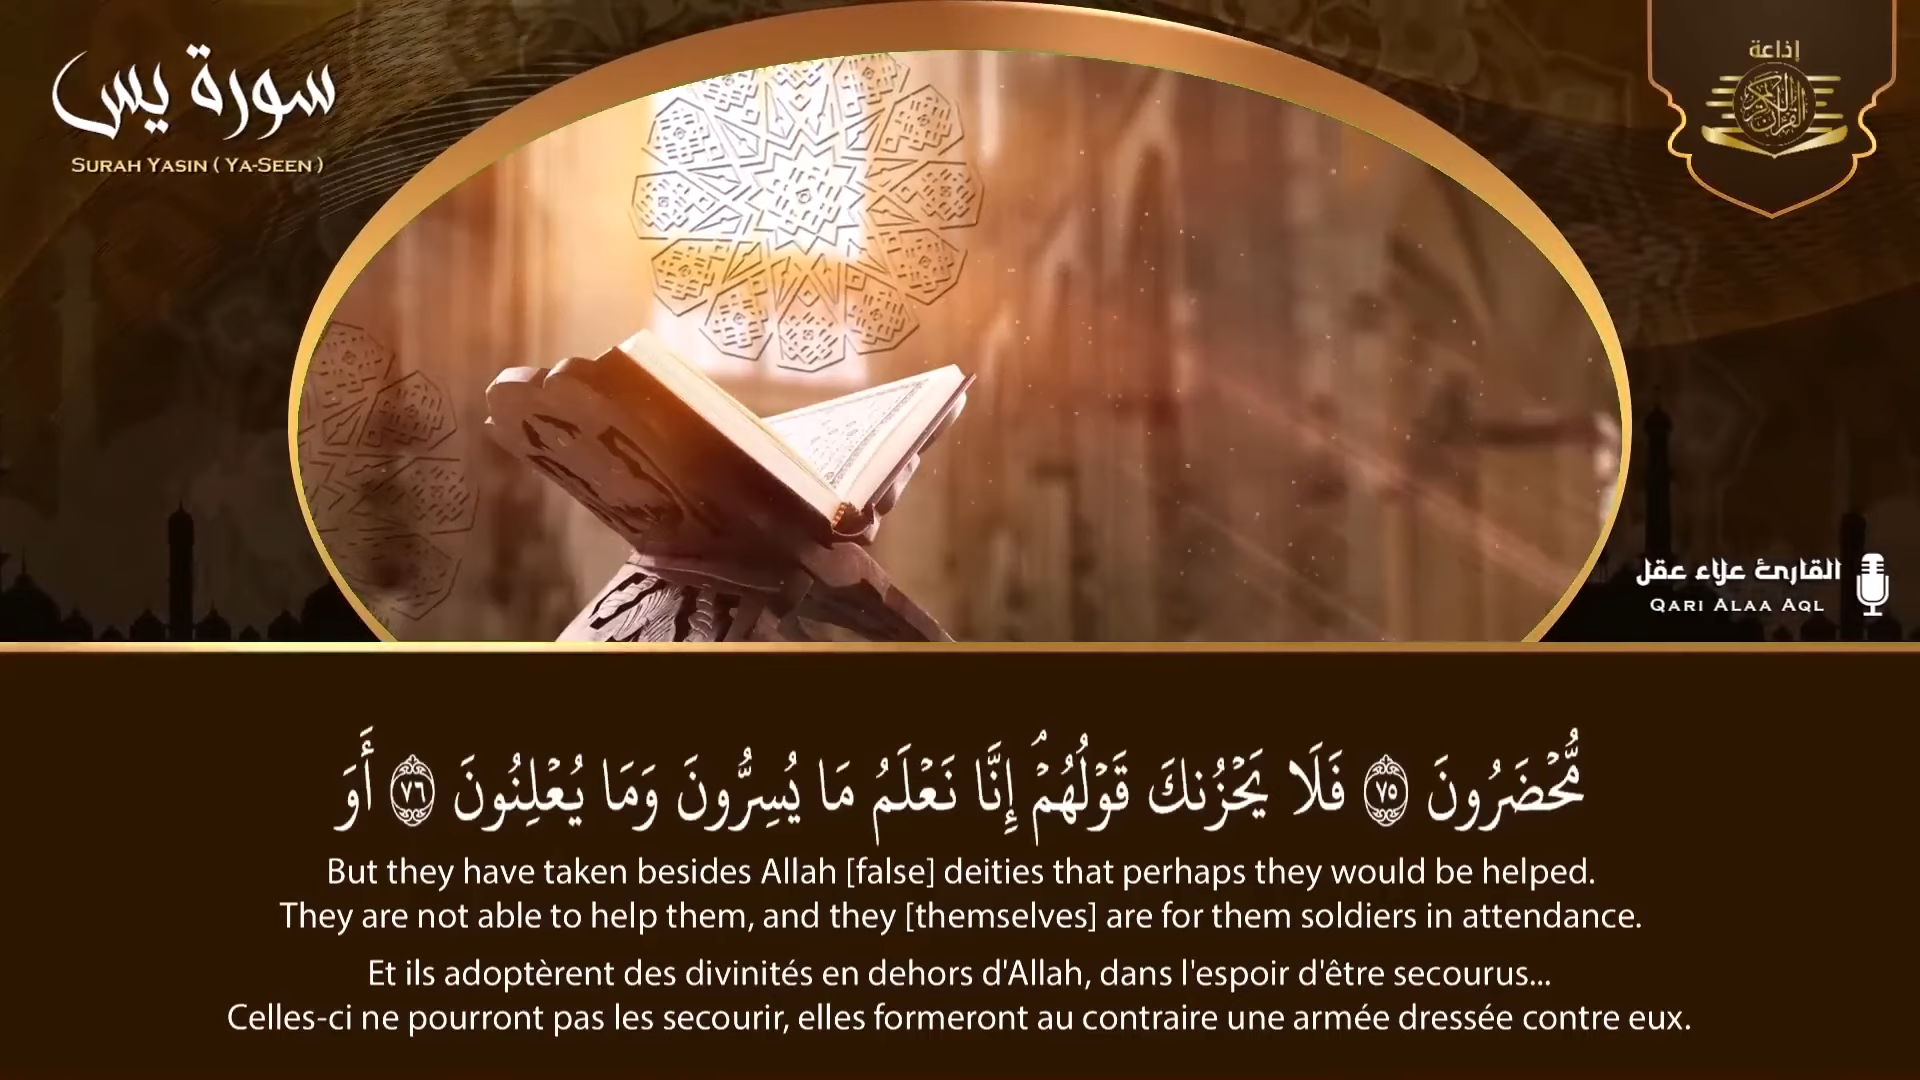 سورة يس
SURAH YASIN ( YA-SEEN )
إذاعة
القرآن الكريم
القارئ علاء عقل
QARI ALAA AQL
مُّحْضَرُونَ ٧٥ فَلَا يَحْزُنكَ قَوْلُهُمْ ۘ إِنَّا نَعْلَمُ مَا يُسِرُّونَ وَمَا يُعْلِنُونَ ٧٦ أَوَ
But they have taken besides Allah [false] deities that perhaps they would be helped.
They are not able to help them, and they [themselves] are for them soldiers in attendance.
Et ils adoptèrent des divinités en dehors d'Allah, dans l'espoir d'être secourus...
Celles-ci ne pourront pas les secourir, elles formeront au contraire une armée dressée contre eux.